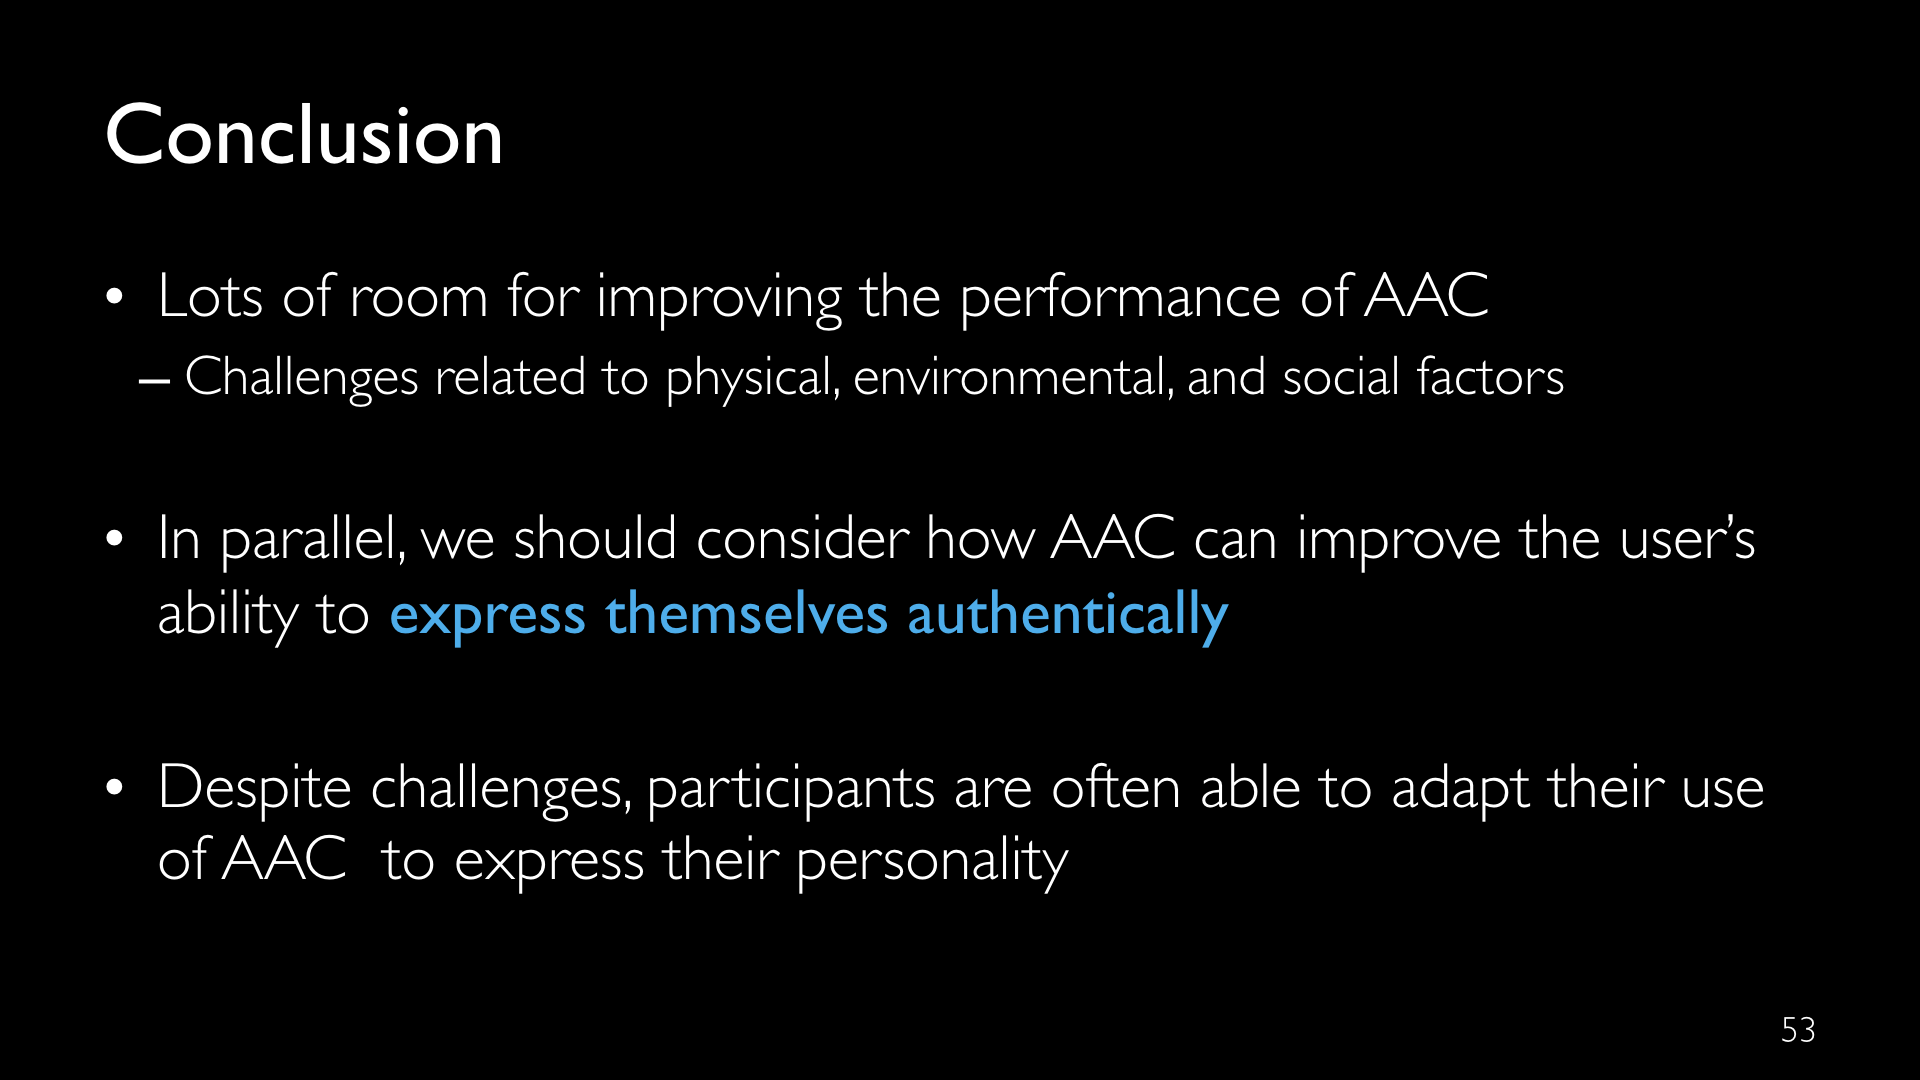 Conclusion
• Lots of room for improving the performance of AAC
– Challenges related to physical, environmental, and social factors
• In parallel, we should consider how AAC can improve the user’s
ability to express themselves authentically
• Despite challenges, participants are often able to adapt their use
of AAC  to express their personality
53